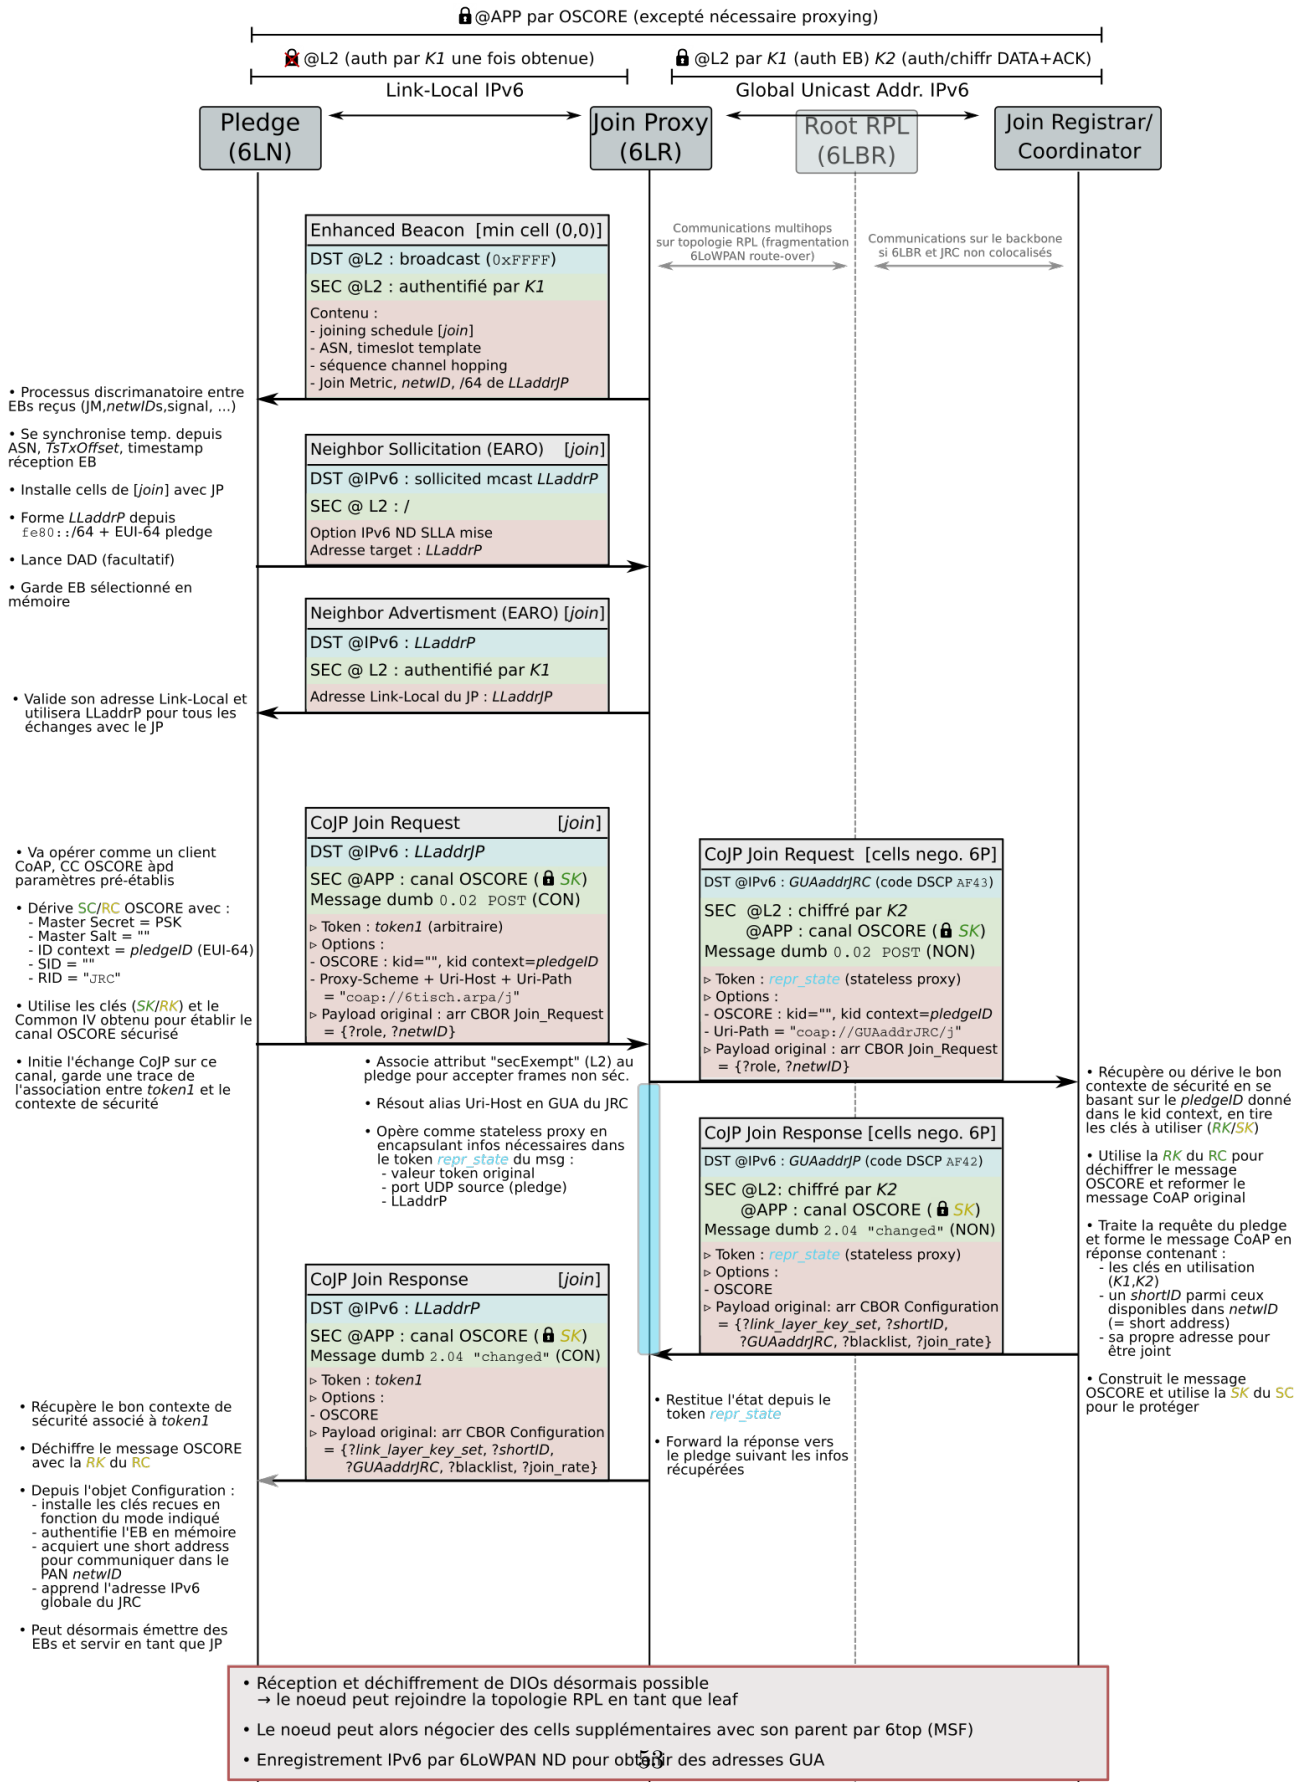 @APP par OSCORE (excepté nécessaire proxying)
@L2 (auth par K1 une fois obtenue)
@L2 par K1 (auth EB) K2 (auth/chiffr DATA+ACK)
Link-Local IPv6
Global Unicast Addr. IPv6
Pledge
(6LN)
Join Proxy
(6LR)
Root RPL
(6LBR)
Join Registrar/
Coordinator
Enhanced Beacon [min cell (0,0)]
DST @L2 : broadcast (0xFFFF)
SEC @L2 : authentifié par K1
Contenu :
- joining schedule [join]
- ASN, timeslot template
- séquence channel hopping
- Join Metric, netwID, /64 de LLaddrJP
Communications multihops
sur topologie RPL (fragmentation
6LoWPAN route-over)
Communications sur le backbone
si 6LBR et JRC non colocalisés
• Processus discrimanatoire entre
EBs reçus (JM,netwIDs,signal, ...)
• Se synchronise temp. depuis
ASN, TsTxOffset, timestamp
réception EB
• Installe cells de [join] avec JP
• Forme LLaddrP depuis
fe80::/64 + EUI-64 pledge
• Lance DAD (facultatif)
• Garde EB sélectionné en
mémoire
Neighbor Sollicitation (EARO) [join]
DST @IPv6 : sollicited mcast LLaddrP
SEC @ L2 : /
Option IPv6 ND SLLA mise
Adresse target : LLaddrP
Neighbor Advertisment (EARO) [join]
DST @IPv6 : LLaddrP
SEC @ L2 : authentifié par K1
Adresse Link-Local du JP : LLaddrJP
• Valide son adresse Link-Local et
utilisera LLaddrP pour tous les
échanges avec le JP
CoJP Join Request [join]
DST @IPv6 : LLaddrJP
SEC @APP : canal OSCORE ( SK)
Message dumb 0.02 POST (CON)
▹ Token : token1 (arbitraire)
▹ Options :
- OSCORE : kid="", kid context=pledgeID
- Proxy-Scheme + Uri-Host + Uri-Path
= "coap://6tisch.arpa/j"
▹ Payload original : arr CBOR Join_Request
= {?role, ?netwID}
• Va opérer comme un client
CoAP, CC OSCORE àpd
paramètres pré-établis
• Dérive SC/RC OSCORE avec :
- Master Secret = PSK
- Master Salt = ""
- ID context = pledgeID (EUI-64)
- SID = ""
- RID = "JRC"
• Utilise les clés (SK/RK) et le
Common IV obtenu pour établir le
canal OSCORE sécurisé
• Initie l'échange CoJP sur ce
canal, garde une trace de
l'association entre token1 et le
contexte de sécurité
CoJP Join Request [cells nego. 6P]
DST @IPv6 : GUAaddrJRC (code DSCP AF43)
SEC @L2 : chiffré par K2
@APP : canal OSCORE ( SK)
Message dumb 0.02 POST (NON)
▹ Token : repr_state (stateless proxy)
▹ Options :
- OSCORE : kid="", kid context=pledgeID
- Uri-Path = "coap://GUAaddrJRC/j"
▹ Payload original : arr CBOR Join_Request
= {?role, ?netwID}
• Associe attribut "secExempt" (L2) au
pledge pour accepter frames non séc.
• Résout alias Uri-Host en GUA du JRC
• Opère comme stateless proxy en
encapsulant infos nécessaires dans
le token repr_state du msg :
- valeur token original
- port UDP source (pledge)
- LLaddrP
• Récupère ou dérive le bon
contexte de sécurité en se
basant sur le pledgeID donné
dans le kid context, en tire
les clés à utiliser (RK/SK)
• Utilise la RK du RC pour
déchiffrer le message
OSCORE et reformer le
message CoAP original
• Traite la requête du pledge
et forme le message CoAP en
réponse contenant :
- les clés en utilisation
(K1,K2)
- un shortID parmi ceux
disponibles dans netwID
(= short address)
- sa propre adresse pour
être joint
• Construit le message
OSCORE et utilise la SK du SC
pour le protéger
CoJP Join Response [cells nego. 6P]
DST @IPv6 : GUAaddrJP (code DSCP AF42)
SEC @L2: chiffré par K2
@APP : canal OSCORE ( SK)
Message dumb 2.04 "changed" (NON)
▹ Token : repr_state (stateless proxy)
▹ Options :
- OSCORE
▹ Payload original: arr CBOR Configuration
= {?link_layer_key_set, ?shortID,
?GUAaddrJRC, ?blacklist, ?join_rate}
CoJP Join Response [join]
DST @IPv6 : LLaddrP
SEC @APP : canal OSCORE ( SK)
Message dumb 2.04 "changed" (CON)
▹ Token : token1
▹ Options :
- OSCORE
▹ Payload original: arr CBOR Configuration
= {?link_layer_key_set, ?shortID,
?GUAaddrJRC, ?blacklist, ?join_rate}
• Restitue l'état depuis le
token repr_state
• Forward la réponse vers
le pledge suivant les infos
récupérées
• Récupère le bon contexte de
sécurité associé à token1
• Déchiffre le message OSCORE
avec la RK du RC
• Depuis l'objet Configuration :
- installe les clés recues en
fonction du mode indiqué
- authentifie l'EB en mémoire
- acquiert une short address
pour communiquer dans le
PAN netwID
- apprend l'adresse IPv6
globale du JRC
• Peut désormais émettre des
EBs et servir en tant que JP
• Réception et déchiffrement de DIOs désormais possible
→ le noeud peut rejoindre la topologie RPL en tant que leaf
• Le noeud peut alors négocier des cells supplémentaires avec son parent par 6top (MSF)
• Enregistrement IPv6 par 6LoWPAN ND pour obtenir des adresses GUA
53